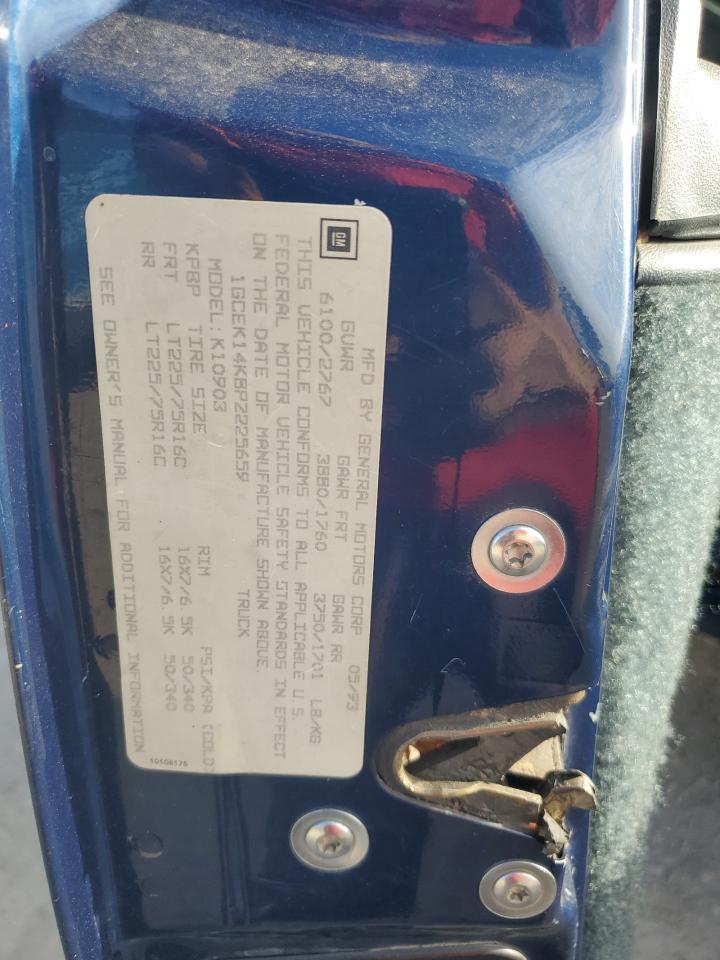 GM
MFD BY GENERAL MOTORS CORP 05/93
GVWR GAWR FRT GAWR RR
6100/2767 3880/1760 3750/1701 LB/KG
THIS VEHICLE CONFORMS TO ALL APPLICABLE U.S.
FEDERAL MOTOR VEHICLE SAFETY STANDARDS IN EFFECT
ON THE DATE OF MANUFACTURE SHOWN ABOVE.
1GCEK14K8PZ225659 TRUCK
MODEL: K10903
KPBP TIRE SIZE RIM PSI/KPA (COLD)
FRT LT225/75R16C 16X7/6.5K 50/340
RR LT225/75R16C 16X7/6.5K 50/340
SEE OWNER'S MANUAL FOR ADDITIONAL INFORMATION
10106175